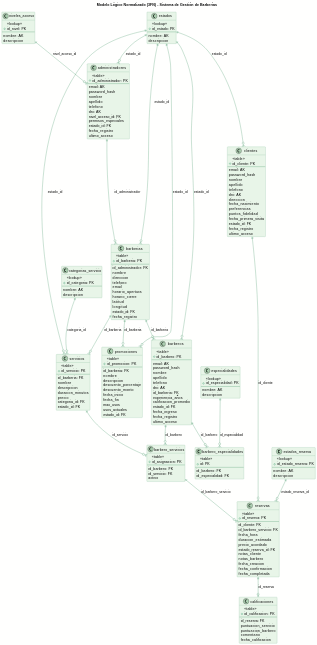 Modelo Lógico Normalizado (3FN) - Sistema de Gestión de Barberías
C niveles_acceso
«lookup»
id_nivel: PK
nombre: AK
descripcion
C estados
«lookup»
id_estado: PK
nombre: AK
descripcion
nivel_acceso_id
estado_id
estado_id
C administradores
«table»
id_administrador: PK
email: AK
password_hash
nombre
apellido
telefono
dni: AK
nivel_acceso_id: FK
permisos_especiales
estado_id: FK
fecha_registro
ultimo_acceso
estado_id
C clientes
«table»
id_cliente: PK
email: AK
password_hash
nombre
apellido
telefono
dni: AK
direccion
fecha_nacimiento
preferencias
puntos_fidelidad
fecha_primera_visita
estado_id: FK
fecha_registro
ultimo_acceso
estado_id
id_administrador
estado_id
estado_id
C barberias
«table»
id_barberia: PK
id_administrador: FK
nombre
direccion
telefono
email
horario_apertura
horario_cierre
latitud
longitud
estado_id: FK
fecha_registro
C categorias_servicio
«lookup»
id_categoria: PK
nombre: AK
descripcion
categoria_id
id_barberia
id_barberia
id_barberia
C servicios
«table»
id_servicio: PK
id_barberia: FK
nombre
descripcion
duracion_minutos
precio
categoria_id: FK
estado_id: FK
C promociones
«table»
id_promocion: PK
id_barberia: FK
nombre
descripcion
descuento_porcentaje
descuento_monto
fecha_inicio
fecha_fin
usos_max
usos_actuales
estado_id: FK
C barberos
«table»
id_barbero: PK
email: AK
password_hash
nombre
apellido
telefono
dni: AK
id_barberia: FK
experiencia_anios
calificacion_promedio
estado_id: FK
fecha_ingreso
fecha_registro
ultimo_acceso
C especialidades
«lookup»
id_especialidad: PK
nombre: AK
descripcion
id_cliente
id_servicio
id_barbero
id_barbero
id_especialidad
C barbero_servicios
«table»
id_asignacion: PK
id_barbero: FK
id_servicio: FK
activo
C barbero_especialidades
«table»
id: PK
id_barbero: FK
id_especialidad: FK
C estados_reserva
«lookup»
id_estado_reserva: PK
nombre: AK
descripcion
id_barbero_servicio
estado_reserva_id
C reservas
«table»
id_reserva: PK
id_cliente: FK
id_barbero_servicio: FK
fecha_hora
duracion_estimada
precio_acordado
estado_reserva_id: FK
notas_cliente
notas_barbero
fecha_creacion
fecha_confirmacion
fecha_completada
id_reserva
C calificaciones
«table»
id_calificacion: PK
id_reserva: FK
puntuacion_servicio
puntuacion_barbero
comentario
fecha_calificacion